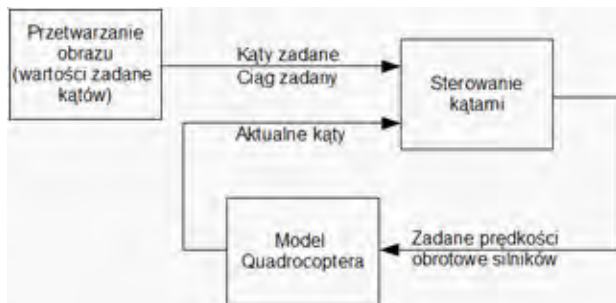 Przetwarzanie
obrazu
(wartości zadane
kątów)
Kąty zadane
Ciąg zadany
Sterowanie
kątami
Aktualne kąty
Model
Quadrocoptera
Zadane prędkości
obrotowe silników